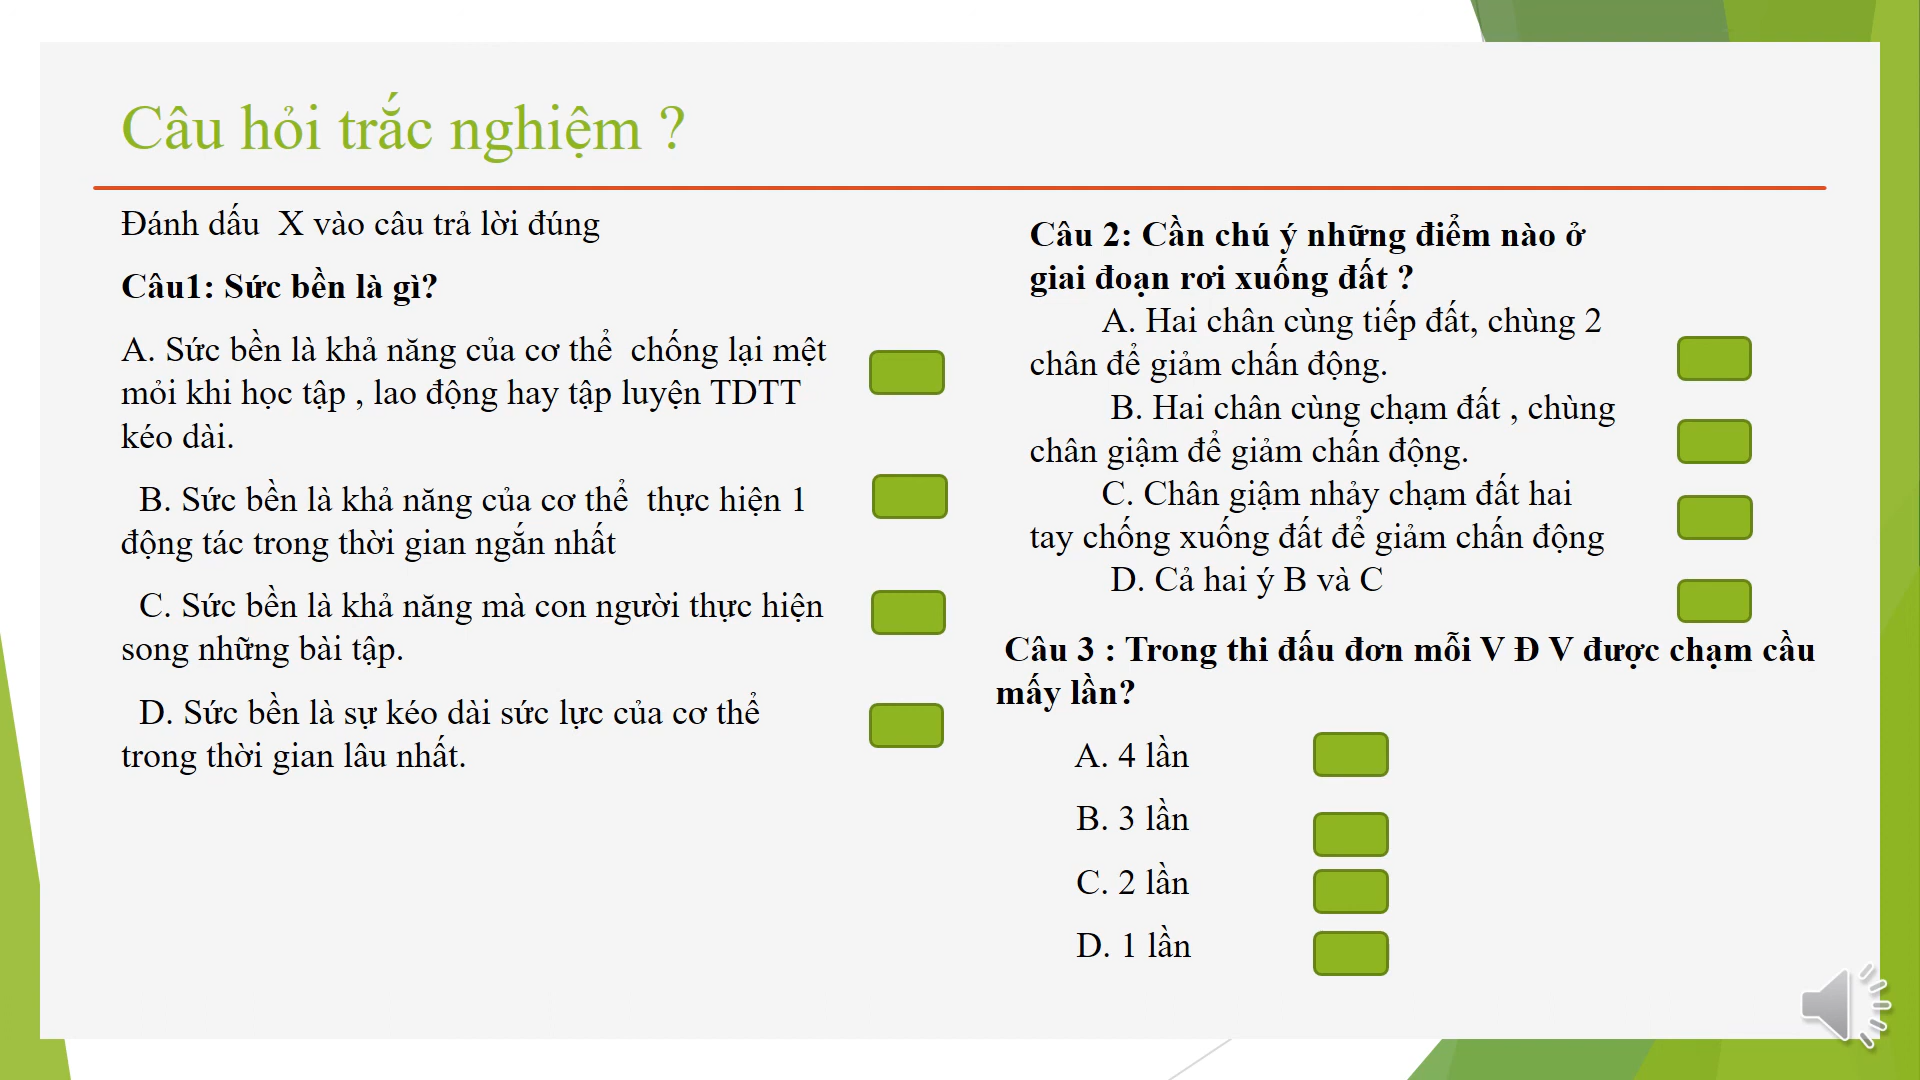 Câu hỏi trắc nghiệm ?
Đánh dấu  X vào câu trả lời đúng
Câu1: Sức bền là gì?
A. Sức bền là khả năng của cơ thể  chống lại mệt
mỏi khi học tập , lao động hay tập luyện TDTT
kéo dài.
B. Sức bền là khả năng của cơ thể  thực hiện 1
động tác trong thời gian ngắn nhất
C. Sức bền là khả năng mà con người thực hiện
song những bài tập.
D. Sức bền là sự kéo dài sức lực của cơ thể
trong thời gian lâu nhất.
Câu 2: Cần chú ý những điểm nào ở
giai đoạn rơi xuống đất ?
A. Hai chân cùng tiếp đất, chùng 2
chân để giảm chấn động.
B. Hai chân cùng chạm đất , chùng
chân giậm để giảm chấn động.
C. Chân giậm nhảy chạm đất hai
tay chống xuống đất để giảm chấn động
D. Cả hai ý B và C
Câu 3 : Trong thi đấu đơn mỗi V Đ V được chạm cầu
mấy lần?
A. 4 lần
B. 3 lần
C. 2 lần
D. 1 lần